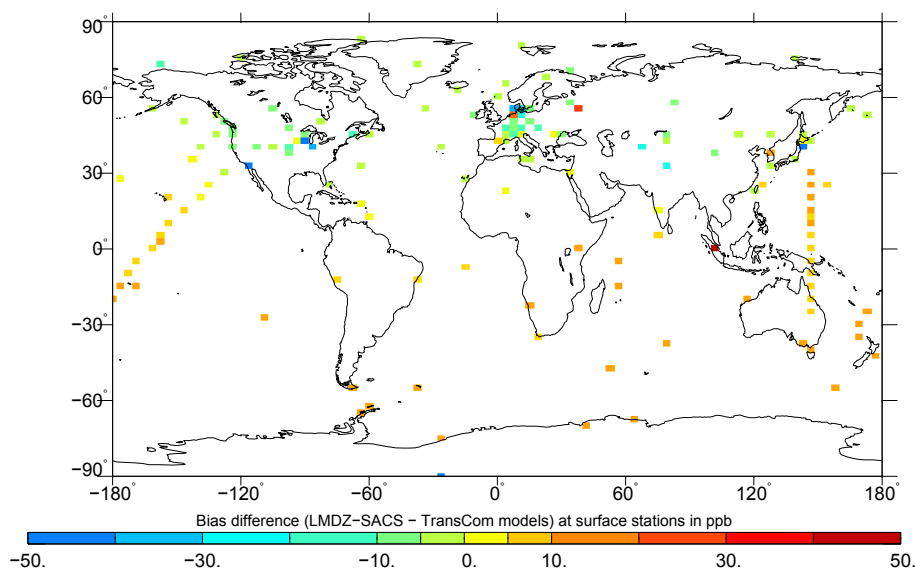 90°
60°
30°
0°
−30°
−60°
−90°
−180° −120° −60° 0° 60° 120° 180°
Bias difference (LMDZ−SACS − TransCom models) at surface stations in ppb
−50. −30. −10. 0. 10. 30. 50.